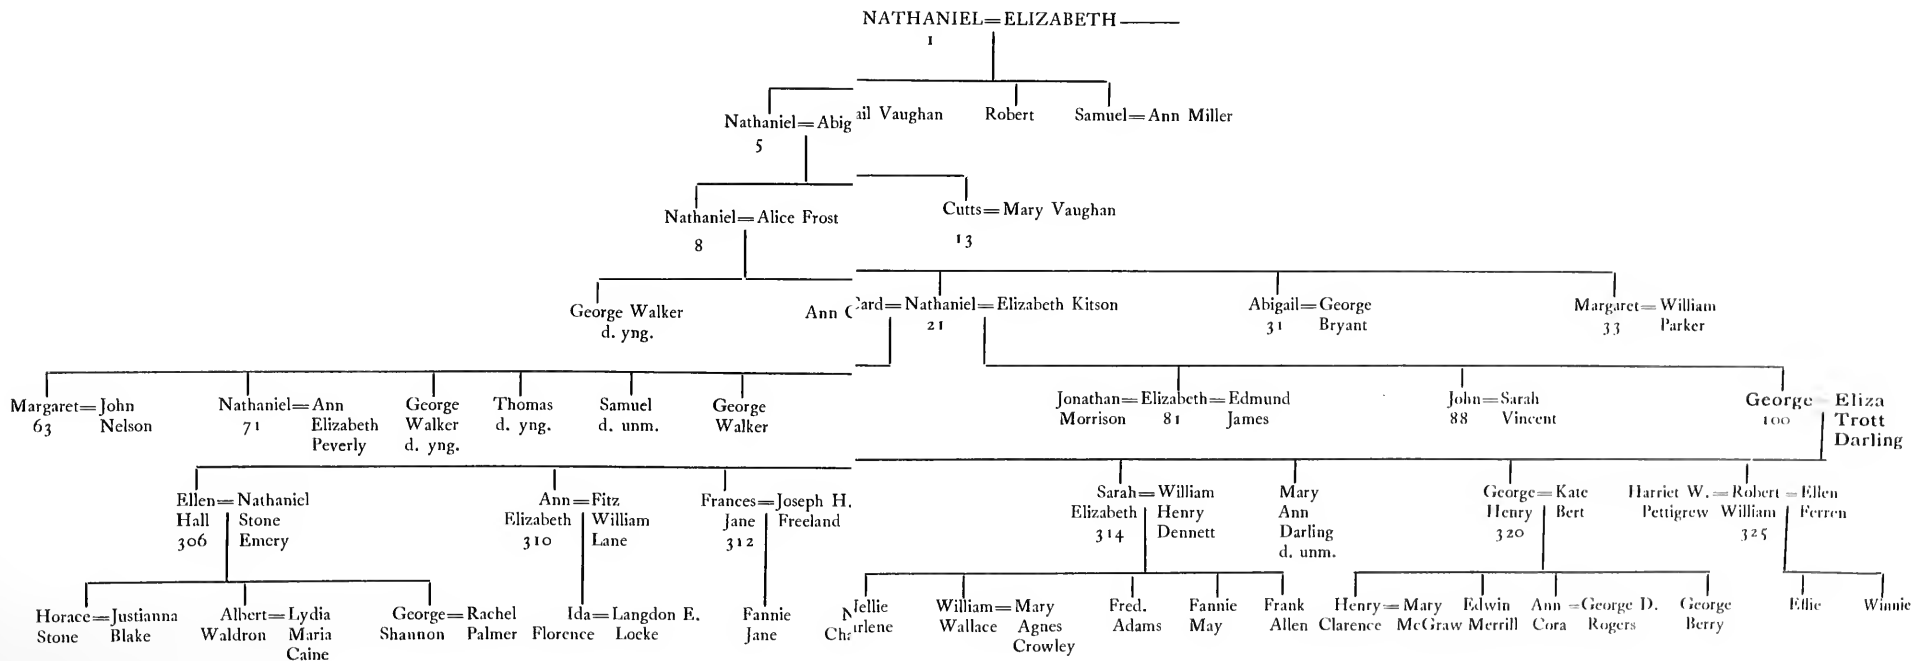 NATHANIEL=ELIZABETH
1
Nathaniel=Abigail Vaughan Robert Samuel=Ann Miller
5
Nathaniel=Alice Frost Cutts=Mary Vaughan
8 13
George Walker Ann Card=Nathaniel=Elizabeth Kitson Abigail=George Margaret=William
d. yng. 21 31 Bryant 33 Parker
Margaret=John Nathaniel=Ann George Thomas Samuel George Jonathan=Elizabeth=Edmund John=Sarah George Eliza
63 Nelson 71 Elizabeth Walker d. yng. d. unm. Walker Morrison 81 James 88 Vincent 100 Trott
Peverly d. yng. Darling
Ellen=Nathaniel Ann=Fitz Frances=Joseph H. Sarah=William Mary George=Kate Harriet W.=Robert=Ellen
Hall Stone Elizabeth William Jane Freeland Elizabeth Henry Ann Henry Bert Pettigrew William Ferren
306 Emery 310 Lane 312 314 Dennett Darling 320 325
d. unm.
Horace=Justianna Albert=Lydia George=Rachel Ida=Langdon E. Fannie Nellie William=Mary Fred. Fannie Frank Henry=Mary Edwin Ann=George D. George Effie Winnie
Stone Blake Waldron Maria Shannon Palmer Florence Locke Jane Charlene Wallace Agnes Adams May Allen Clarence McGraw Merrill Cora Rogers Berry
Caine Crowley